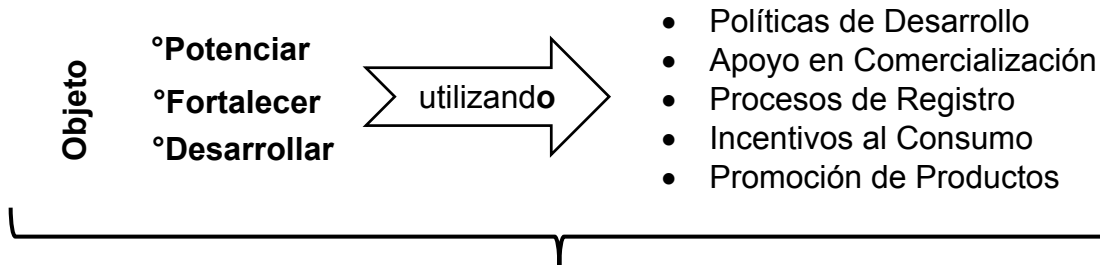 Objeto
°Potenciar
°Fortalecer
°Desarrollar
utilizando
• Políticas de Desarrollo
• Apoyo en Comercialización
• Procesos de Registro
• Incentivos al Consumo
• Promoción de Productos